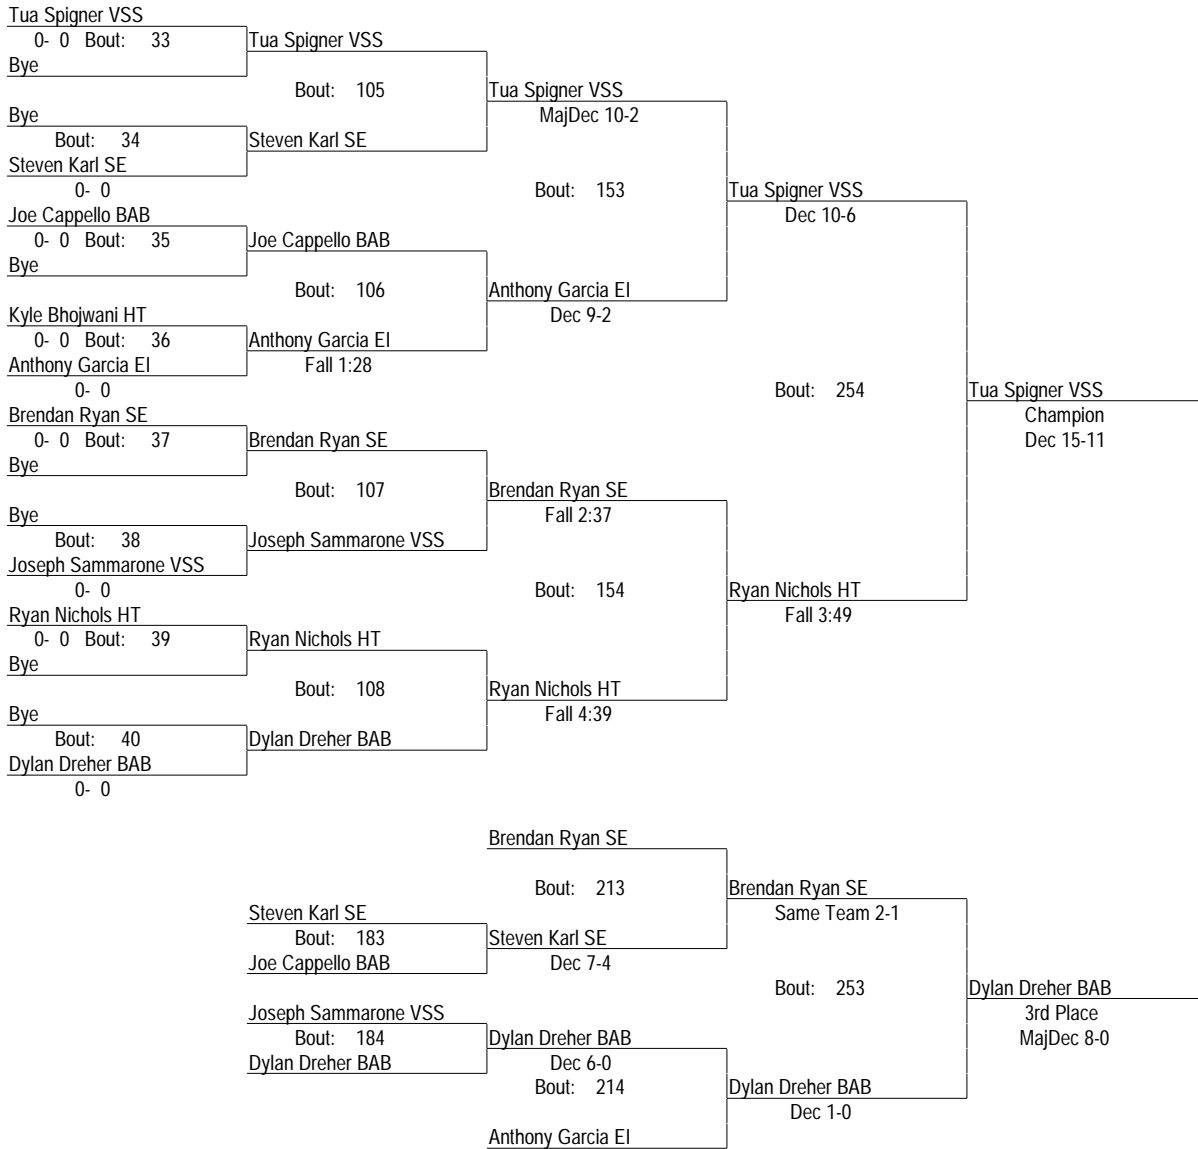 Tua Spigner VSS
0- 0 Bout: 33 Tua Spigner VSS
Bye
Bout: 105 Tua Spigner VSS
Bye MajDec 10-2
Bout: 34 Steven Karl SE
Steven Karl SE
0- 0 Bout: 153 Tua Spigner VSS
Joe Cappello BAB Dec 10-6
0- 0 Bout: 35 Joe Cappello BAB
Bye
Bout: 106 Anthony Garcia EI
Kyle Bhojwani HT Dec 9-2
0- 0 Bout: 36 Anthony Garcia EI
Anthony Garcia EI Fall 1:28
0- 0 Bout: 254 Tua Spigner VSS
Brendan Ryan SE Champion
0- 0 Bout: 37 Brendan Ryan SE Dec 15-11
Bye
Bout: 107 Brendan Ryan SE
Bye Fall 2:37
Bout: 38 Joseph Sammarone VSS
Joseph Sammarone VSS
0- 0 Bout: 154 Ryan Nichols HT
Ryan Nichols HT Fall 3:49
0- 0 Bout: 39 Ryan Nichols HT
Bye
Bout: 108 Ryan Nichols HT
Bye Fall 4:39
Bout: 40 Dylan Dreher BAB
Dylan Dreher BAB
0- 0
Brendan Ryan SE
Bout: 213 Brendan Ryan SE
Steven Karl SE Same Team 2-1
Bout: 183 Steven Karl SE
Joe Cappello BAB Dec 7-4
Bout: 253 Dylan Dreher BAB
Joseph Sammarone VSS 3rd Place
Bout: 184 Dylan Dreher BAB MajDec 8-0
Dylan Dreher BAB Dec 6-0
Bout: 214 Dylan Dreher BAB
Dec 1-0
Anthony Garcia EI